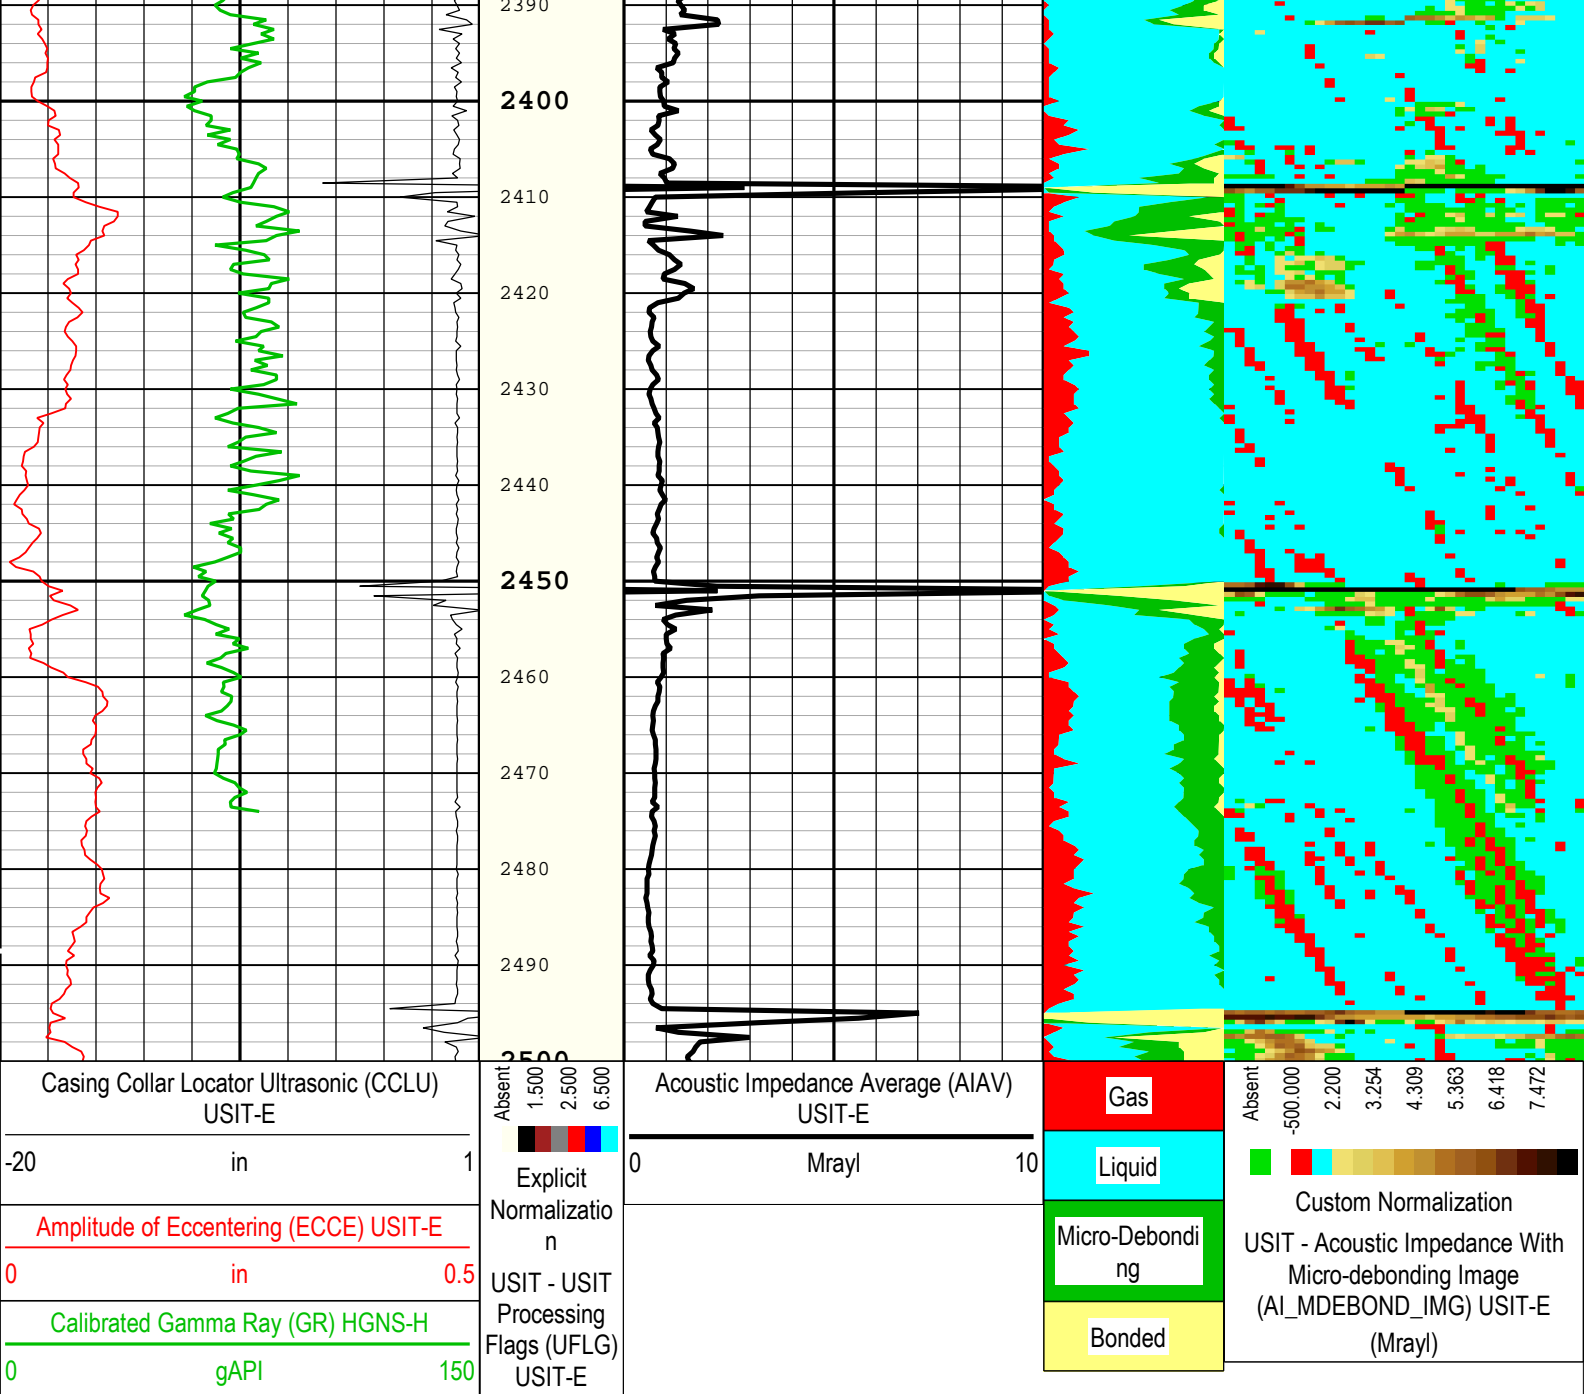 2390
2400
2410
2420
2430
2440
2450
2460
2470
2480
2490
2500
Casing Collar Locator Ultrasonic (CCLU)
USIT-E
-20 in 1
Amplitude of Eccentering (ECCE) USIT-E
0 in 0.5
Calibrated Gamma Ray (GR) HGNS-H
0 gAPI 150
Absent
1.500
2.500
6.500
Explicit
Normalizatio
n
USIT - USIT
Processing
Flags (UFLG)
USIT-E
Acoustic Impedance Average (AIAV)
USIT-E
0 Mrayl 10
Gas
Liquid
Micro-Debondi
ng
Bonded
Absent
-500.000
2.200
3.254
4.309
5.363
6.418
7.472
Custom Normalization
USIT - Acoustic Impedance With
Micro-debonding Image
(AI_MDEBOND_IMG) USIT-E
(Mrayl)